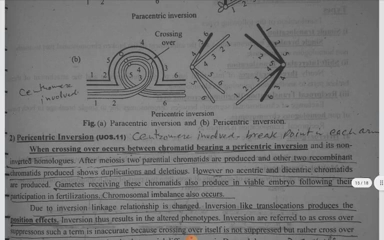 Paracentric inversion
Crossing
over
(b)
Centromere
involved.
Pericentric inversion
Fig. (a) Paracentric inversion and (b) Pericentric inversion.
2) Pericentric Inversion (UOS.11) Centromere involved - break point in each arm
When crossing over occurs between chromatid bearing a pericentric inversion and its non-
inverted homologues. After meiosis two parental chromatids are produced and other two recombinant
chromatids produced shows duplications and deletions. However no acentric and dicentric chromatids
are produced. Gametes receiving these chromatids also produce in viable embryo following their
participation in fertilizations. Chromosomal imbalance also occurs.
Due to inversion linkage relationship is changed. Inversion like translocations produces the
position effects. Inversion thus results in the altered phenotypes. Inversion are referred to as cross over
suppressions such a term is inaccurate because crossing over itself is not suppressed but rather cross over
15 / 18